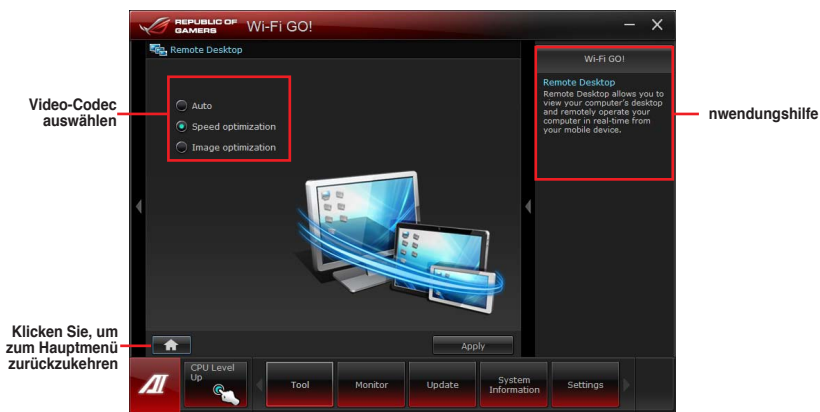 REPUBLIC OF
GAMERS
Wi-Fi GO!
Remote Desktop
Wi-Fi GO!
Remote Desktop
Remote Desktop allows you to
view your computer's desktop
and remotely operate your
computer in real-time from
your mobile device.
Video-Codec
auswählen
Auto
Speed optimization
Image optimization
nwendungshilfe
Klicken Sie, um
zum Hauptmenü
zurückzukehren
Apply
CPU Level
Up
Tool
Monitor
Update
System
Information
Settings